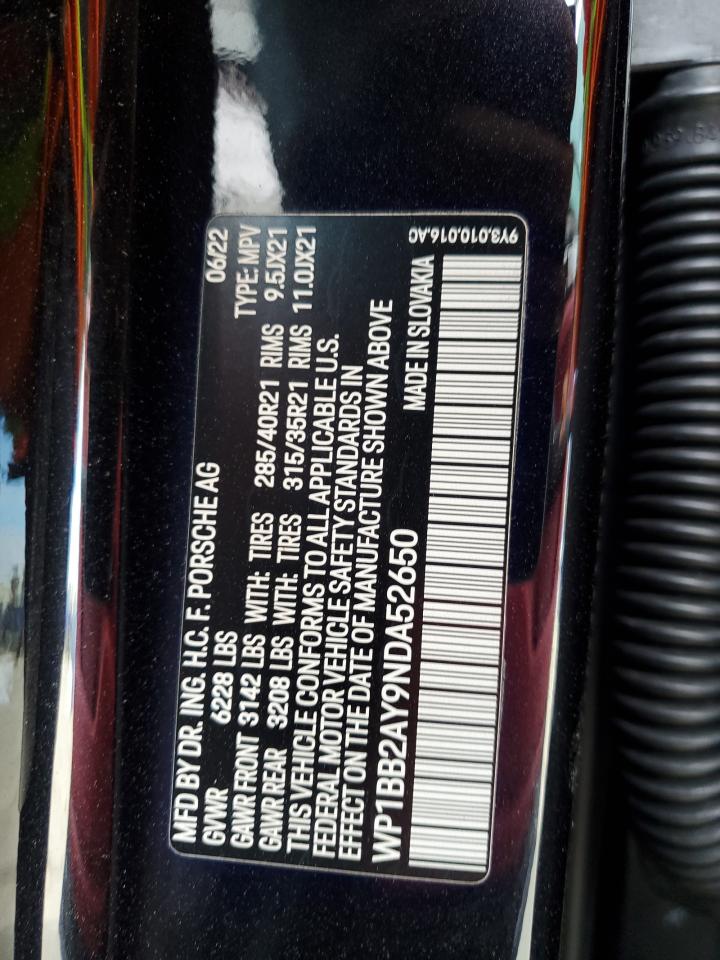 MFD BY DR. ING. H.C. F. PORSCHE AG 06/22
GVWR 6228 LBS TYPE: MPV
GAWR FRONT 3142 LBS WITH: TIRES 285/40R21 RIMS 9.5JX21
GAWR REAR 3208 LBS WITH: TIRES 315/35R21 RIMS 11.0JX21
THIS VEHICLE CONFORMS TO ALL APPLICABLE U.S.
FEDERAL MOTOR VEHICLE SAFETY STANDARDS IN
EFFECT ON THE DATE OF MANUFACTURE SHOWN ABOVE
WP1BB2AY9NDA52650 MADE IN SLOVAKIA
9Y3.010.016.AC